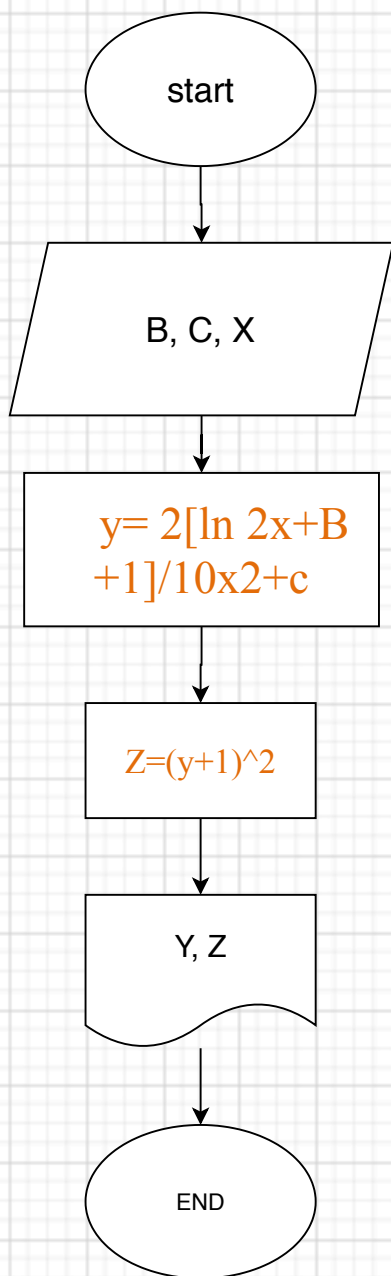 start
B, C, X
y= 2[ln 2x+B
+1]/10x2+c
Z=(y+1)^2
Y, Z
END